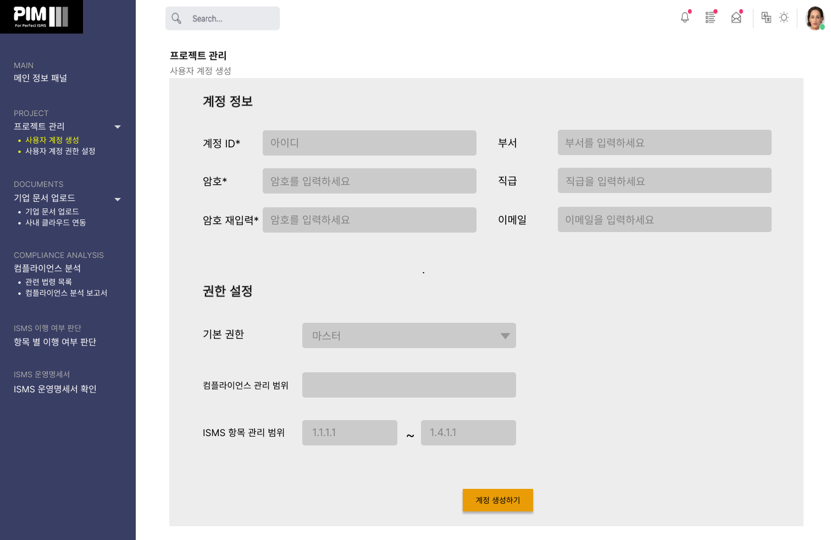 PIM
For Perfect ISMS
Search...
MAIN
메인 정보 패널
PROJECT
프로젝트 관리
• 사용자 계정 생성
• 사용자 계정 권한 설정
DOCUMENTS
기업 문서 업로드
• 기업 문서 업로드
• 사내 클라우드 연동
COMPLIANCE ANALYSIS
컴플라이언스 분석
• 관련 법령 목록
• 컴플라이언스 분석 보고서
ISMS 이행 여부 판단
항목 별 이행 여부 판단
ISMS 운영명세서
ISMS 운영명세서 확인
프로젝트 관리
사용자 계정 생성
계정 정보
계정 ID* 아이디 부서 부서를 입력하세요
암호* 암호를 입력하세요 직급 직급을 입력하세요
암호 재입력* 암호를 입력하세요 이메일 이메일을 입력하세요
.
권한 설정
기본 권한 마스터
컴플라이언스 관리 범위
ISMS 항목 관리 범위 1.1.1.1 ~ 1.4.1.1
계정 생성하기